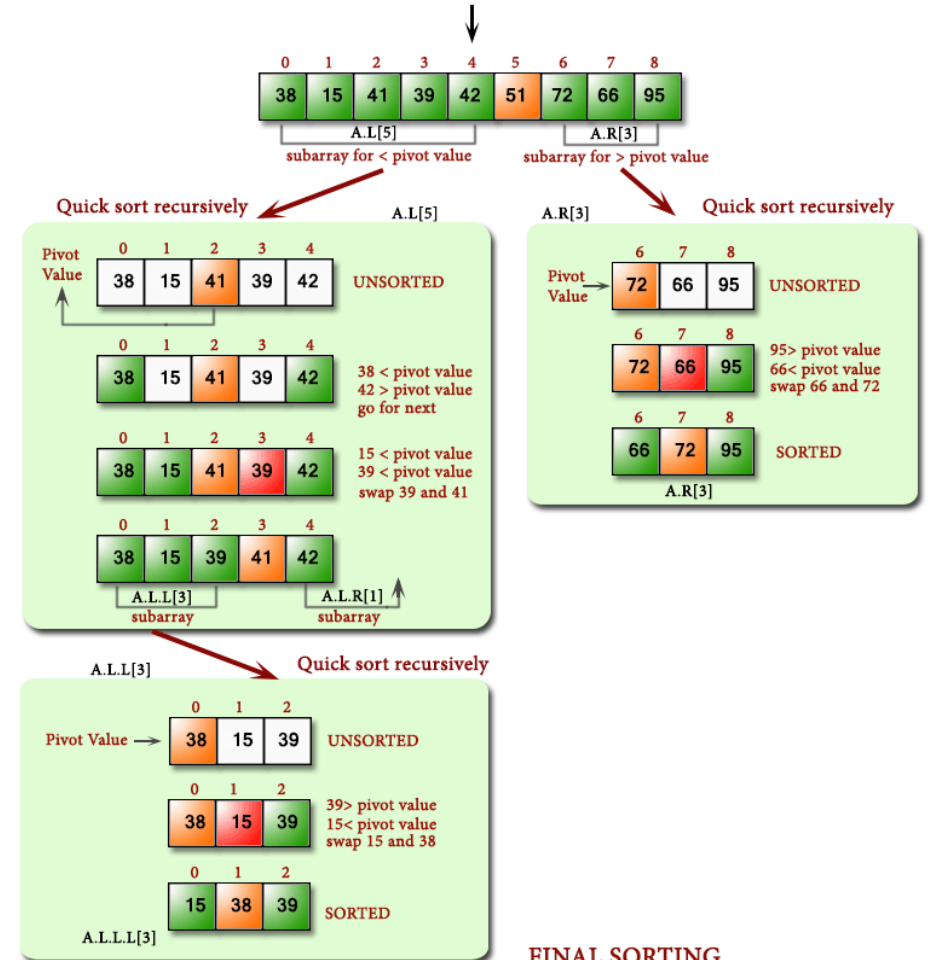 0 1 2 3 4 5 6 7 8
38 15 41 39 42 51 72 66 95
A.L[5] A.R[3]
subarray for < pivot value subarray for > pivot value
Quick sort recursively
A.L[5]
Pivot
Value
0 1 2 3 4
38 15 41 39 42
UNSORTED
0 1 2 3 4
38 15 41 39 42
38 < pivot value
42 > pivot value
go for next
0 1 2 3 4
38 15 41 39 42
15 < pivot value
39 < pivot value
swap 39 and 41
0 1 2 3 4
38 15 39 41 42
A.L.L[3] A.L.R[1]
subarray subarray
A.R[3]
Quick sort recursively
Pivot
Value
6 7 8
72 66 95
UNSORTED
6 7 8
72 66 95
95> pivot value
66< pivot value
swap 66 and 72
6 7 8
66 72 95
SORTED
A.R[3]
A.L.L[3]
Quick sort recursively
0 1 2
Pivot Value
38 15 39
UNSORTED
0 1 2
38 15 39
39> pivot value
15< pivot value
swap 15 and 38
0 1 2
15 38 39
SORTED
A.L.L.L[3]
FINAL SORTING